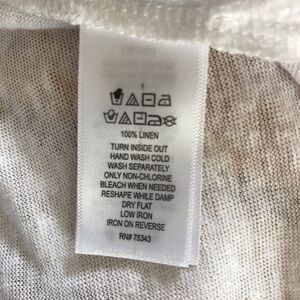 100% LINEN
TURN INSIDE OUT
HAND WASH COLD
WASH SEPARATELY
ONLY NON-CHLORINE
BLEACH WHEN NEEDED
RESHAPE WHILE DAMP
DRY FLAT
LOW IRON
IRON ON REVERSE
RN# 75343